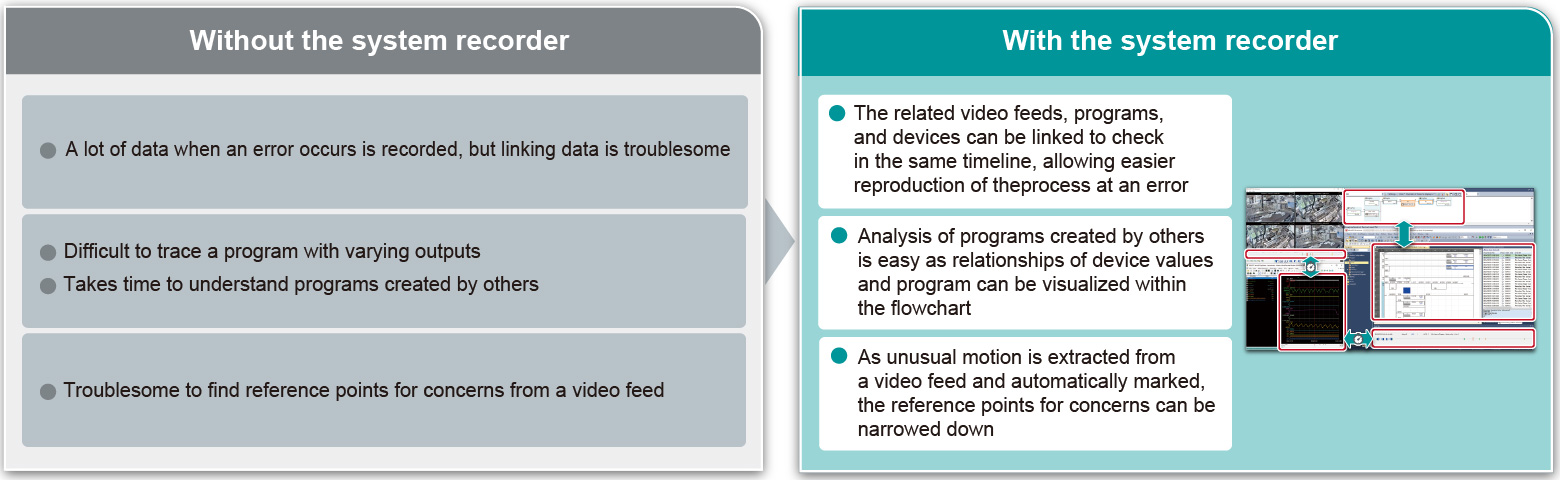 Without the system recorder
A lot of data when an error occurs is recorded, but linking data is troublesome
Difficult to trace a program with varying outputs
Takes time to understand programs created by others
Troublesome to find reference points for concerns from a video feed
With the system recorder
The related video feeds, programs,
and devices can be linked to check
in the same timeline, allowing easier
reproduction of theprocess at an error
Analysis of programs created by others
is easy as relationships of device values
and program can be visualized within
the flowchart
As unusual motion is extracted from
a video feed and automatically marked,
the reference points for concerns can be
narrowed down